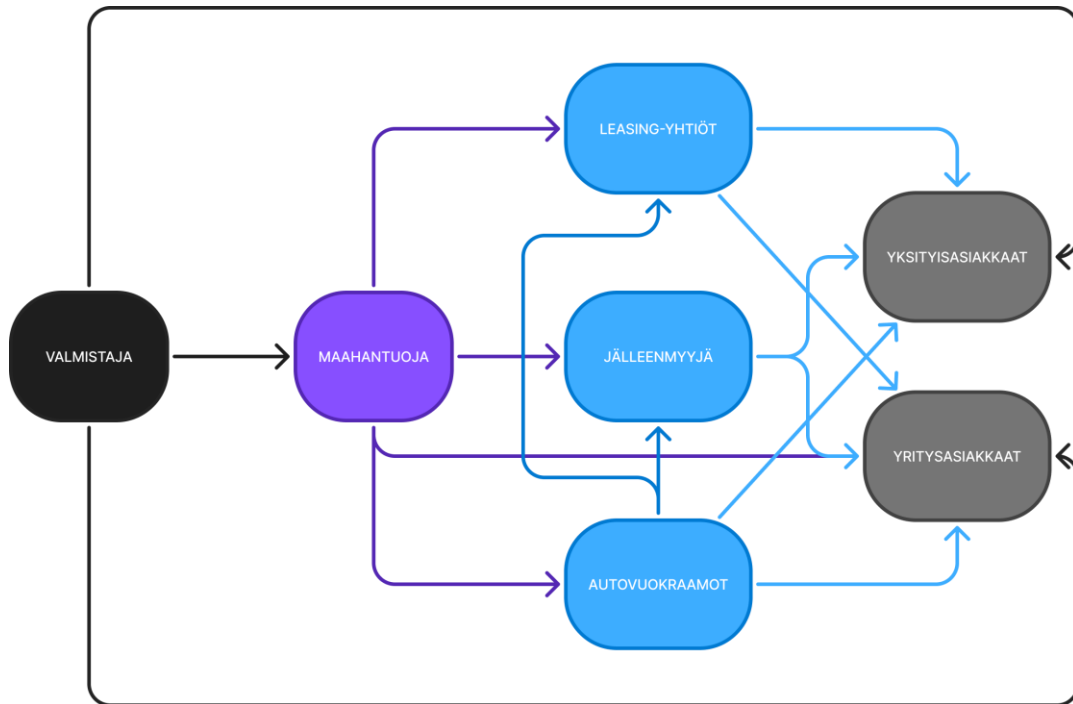 LEASING-YHTIÖT
YKSITYISASIAKKAAT
VALMISTAJA
MAAHANTUOJA
JÄLLEENMYYJÄ
YRITYSASIAKKAAT
AUTOVUOKRAAMOT